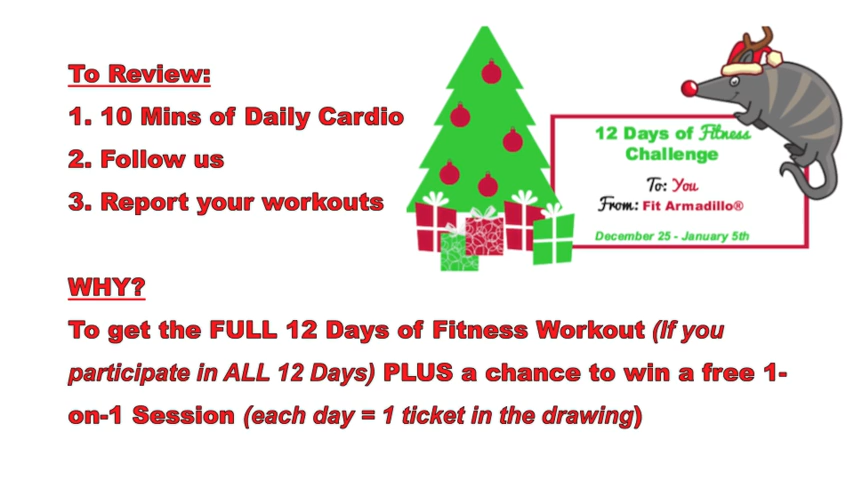 To Review:
1. 10 Mins of Daily Cardio
2. Follow us
3. Report your workouts
12 Days of Fitness
Challenge
To: You
From: Fit Armadillo®
December 25 - January 5th
WHY?
To get the FULL 12 Days of Fitness Workout (If you
participate in ALL 12 Days) PLUS a chance to win a free 1-
on-1 Session (each day = 1 ticket in the drawing)